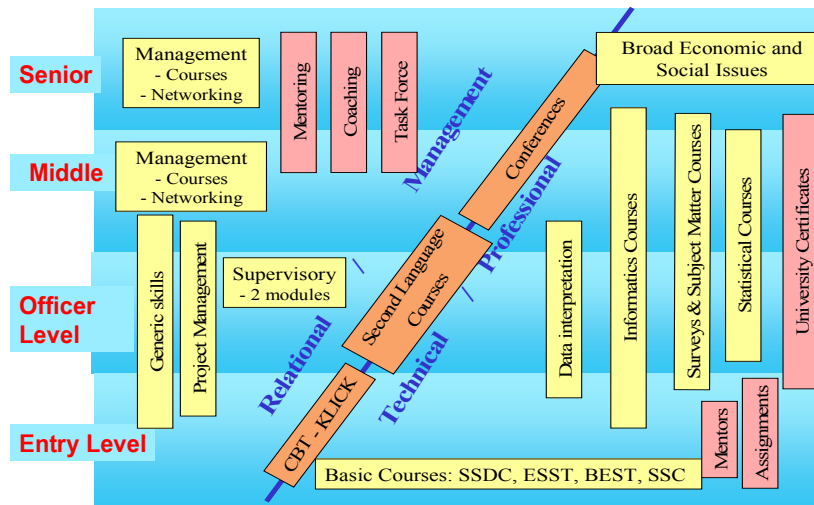 Senior
Management
- Courses
- Networking
Mentoring
Coaching
Task Force
Management
Conferences
Broad Economic and
Social Issues
Middle
Management
- Courses
- Networking
Professional
Informatics Courses
Surveys & Subject Matter Courses
Statistical Courses
University Certificates
Officer
Level
Generic skills
Project Management
Supervisory
- 2 modules
/
Relational
Second Language
Courses
/
Technical
Data interpretation
Entry Level
CBT - KLICK
Basic Courses: SSDC, ESST, BEST, SSC
Mentors
Assignments